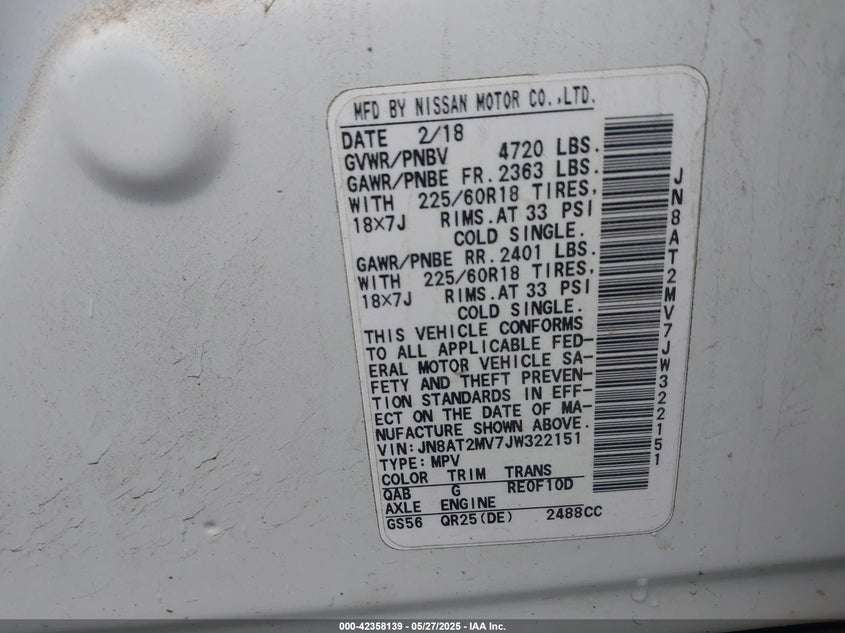 MFD BY NISSAN MOTOR CO.,LTD.
DATE 2/18
GVWR/PNBV 4720 LBS.
GAWR/PNBE FR. 2363 LBS.
WITH 225/60R18 TIRES,
18×7J RIMS.AT 33 PSI
COLD SINGLE.
GAWR/PNBE RR. 2401 LBS.
WITH 225/60R18 TIRES,
18×7J RIMS.AT 33 PSI
COLD SINGLE.
THIS VEHICLE CONFORMS
TO ALL APPLICABLE FED-
ERAL MOTOR VEHICLE SA-
FETY AND THEFT PREVEN-
TION STANDARDS IN EFF-
ECT ON THE DATE OF MA-
NUFACTURE SHOWN ABOVE.
VIN:JN8AT2MV7JW322151
TYPE:MPV
COLOR TRIM TRANS
QAB G RE0F10D
AXLE ENGINE
GS56 QR25(DE) 2488CC
JN8AT2MV7JW322151
000-42358139 - 05/27/2025 - IAA Inc.